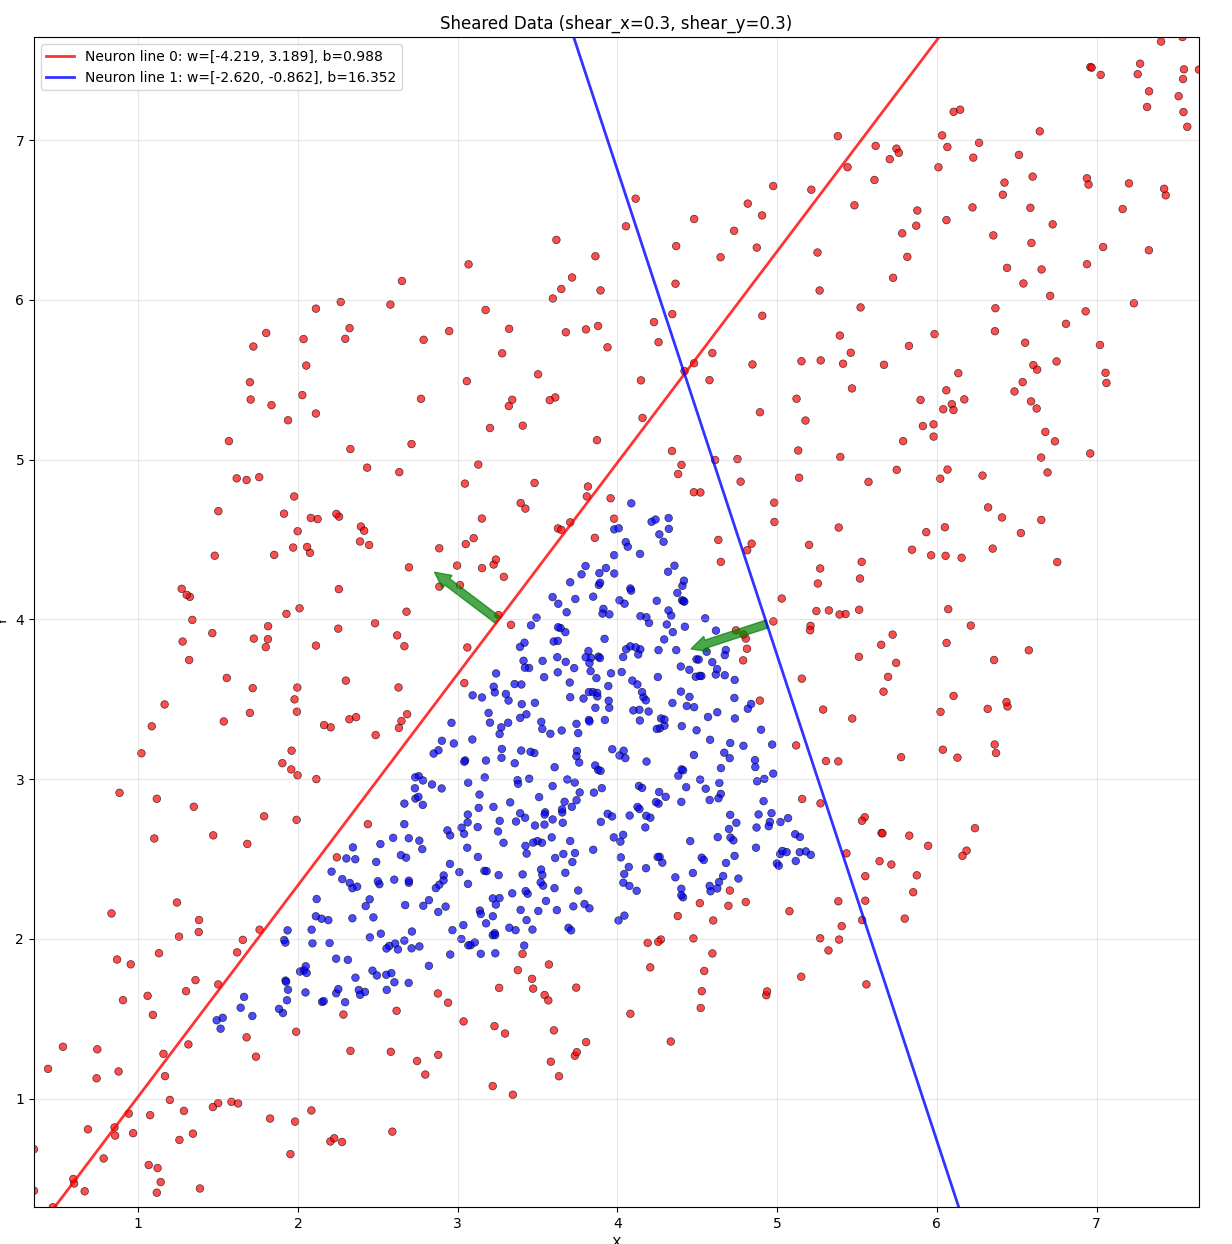 Sheared Data (shear_x=0.3, shear_y=0.3)
Neuron line 0: w=[-4.219, 3.189], b=0.988
Neuron line 1: w=[-2.620, -0.862], b=16.352
7
6
5
4
3
2
1
1 2 3 4 5 6 7
x